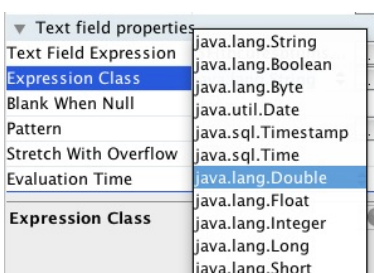 Text field properties
Text Field Expression
Expression Class
Blank When Null
Pattern
Stretch With Overflow
Evaluation Time
Expression Class
java.lang.String
java.lang.Boolean
java.lang.Byte
java.util.Date
java.sql.Timestamp
java.sql.Time
java.lang.Double
java.lang.Float
java.lang.Integer
java.lang.Long
java.lang.Short